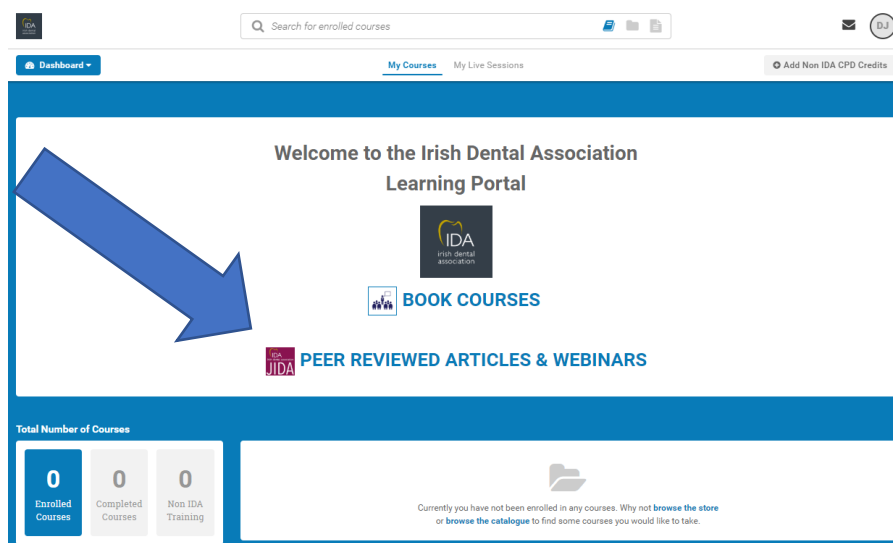 IDA
Search for enrolled courses
DJ
Dashboard
My Courses
My Live Sessions
Add Non IDA CPD Credits
Welcome to the Irish Dental Association
Learning Portal
IDA
irish dental
association
BOOK COURSES
IDA
JIDA
PEER REVIEWED ARTICLES & WEBINARS
Total Number of Courses
0
Enrolled
Courses
0
Completed
Courses
0
Non IDA
Training
Currently you have not been enrolled in any courses. Why not browse the store
or browse the catalogue to find some courses you would like to take.